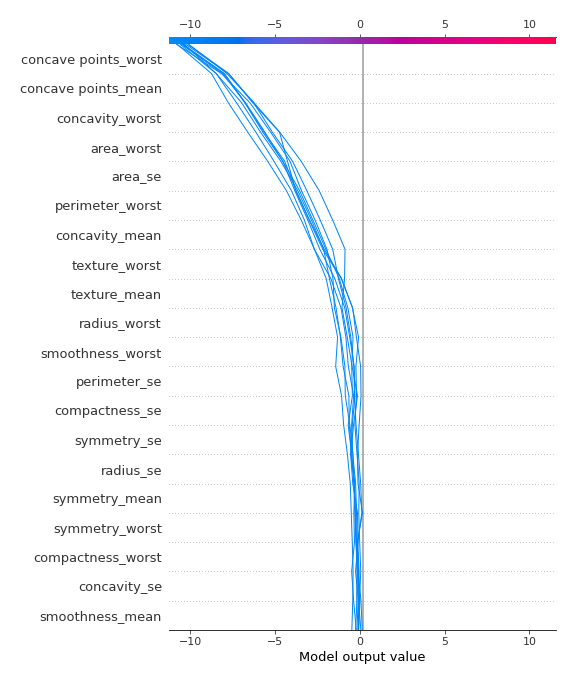 −10 −5 0 5 10
concave points_worst
concave points_mean
concavity_worst
area_worst
area_se
perimeter_worst
concavity_mean
texture_worst
texture_mean
radius_worst
smoothness_worst
perimeter_se
compactness_se
symmetry_se
radius_se
symmetry_mean
symmetry_worst
compactness_worst
concavity_se
smoothness_mean
−10 −5 0 5 10
Model output value